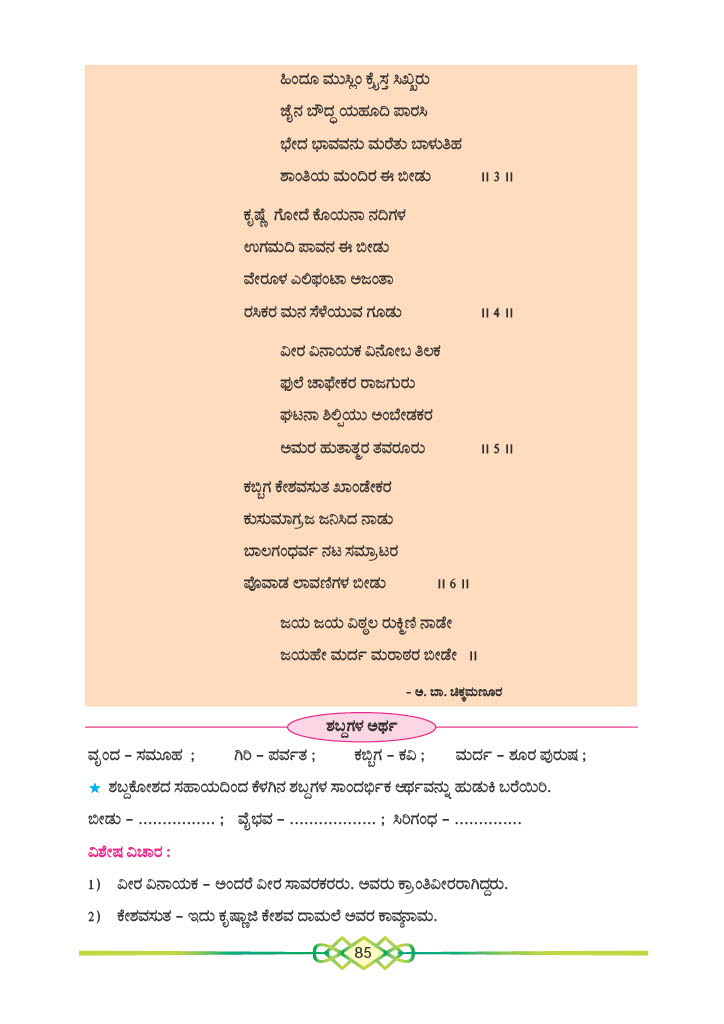 ಹಿಂದೂ ಮುಸ್ಲಿಂ ಕ್ರೈಸ್ತ ಸಿಖ್ಖರು
ಜೈನ ಬೌದ್ಧ ಯಹೂದಿ ಪಾರಸಿ
ಭೇದ ಭಾವವನು ಮರೆತು ಬಾಳುತಿಹ
ಶಾಂತಿಯ ಮಂದಿರ ಈ ಬೀಡು ॥ 3 ॥
ಕೃಷ್ಣೆ ಗೋದೆ ಕೊಯನಾ ನದಿಗಳ
ಉಗಮದಿ ಪಾವನ ಈ ಬೀಡು
ವೇರೂಳ ಎಲಿಫಂಟಾ ಅಜಂತಾ
ರಸಿಕರ ಮನ ಸೆಳೆಯುವ ಗೂಡು ॥ 4 ॥
ವೀರ ವಿನಾಯಕ ವಿನೋಬ ತಿಲಕ
ಫುಲೆ ಚಾಫೇಕರ ರಾಜಗುರು
ಘಟನಾ ಶಿಲ್ಪಿಯು ಅಂಬೇಡಕರ
ಅಮರ ಹುತಾತ್ಮರ ತವರೂರು ॥ 5 ॥
ಕಬ್ಬಿಗ ಕೇಶವಸುತ ಖಾಂಡೇಕರ
ಕುಸುಮಾಗ್ರಜ ಜನಿಸಿದ ನಾಡು
ಬಾಲಗಂಧರ್ವ ನಟ ಸಮ್ರಾಟರ
ಪೊವಾಡ ಲಾವಣಿಗಳ ಬೀಡು ॥ 6 ॥
ಜಯ ಜಯ ವಿಠ್ಠಲ ರುಕ್ಮಿಣಿ ನಾಡೇ
ಜಯಹೇ ಮರ್ದ ಮರಾಠರ ಬೀಡೇ ॥
– ಅ. ಬಾ. ಚಿಕ್ಕಮಣೂರ
ಶಬ್ದಗಳ ಅರ್ಥ
ವೃಂದ – ಸಮೂಹ ; ಗಿರಿ – ಪರ್ವತ ; ಕಬ್ಬಿಗ – ಕವಿ ; ಮರ್ದ – ಶೂರ ಪುರುಷ ;
★ ಶಬ್ದಕೋಶದ ಸಹಾಯದಿಂದ ಕೆಳಗಿನ ಶಬ್ದಗಳ ಸಾಂದರ್ಭಿಕ ಅರ್ಥವನ್ನು ಹುಡುಕಿ ಬರೆಯಿರಿ.
ಬೀಡು – ................ ; ವೈಭವ – .................. ; ಸಿರಿಗಂಧ – ..............
ವಿಶೇಷ ವಿಚಾರ :
1) ವೀರ ವಿನಾಯಕ – ಅಂದರೆ ವೀರ ಸಾವರಕರರು. ಅವರು ಕ್ರಾಂತಿವೀರರಾಗಿದ್ದರು.
2) ಕೇಶವಸುತ – ಇದು ಕೃಷ್ಣಾಜಿ ಕೇಶವ ದಾಮಲೆ ಅವರ ಕಾವ್ಯನಾಮ.
85